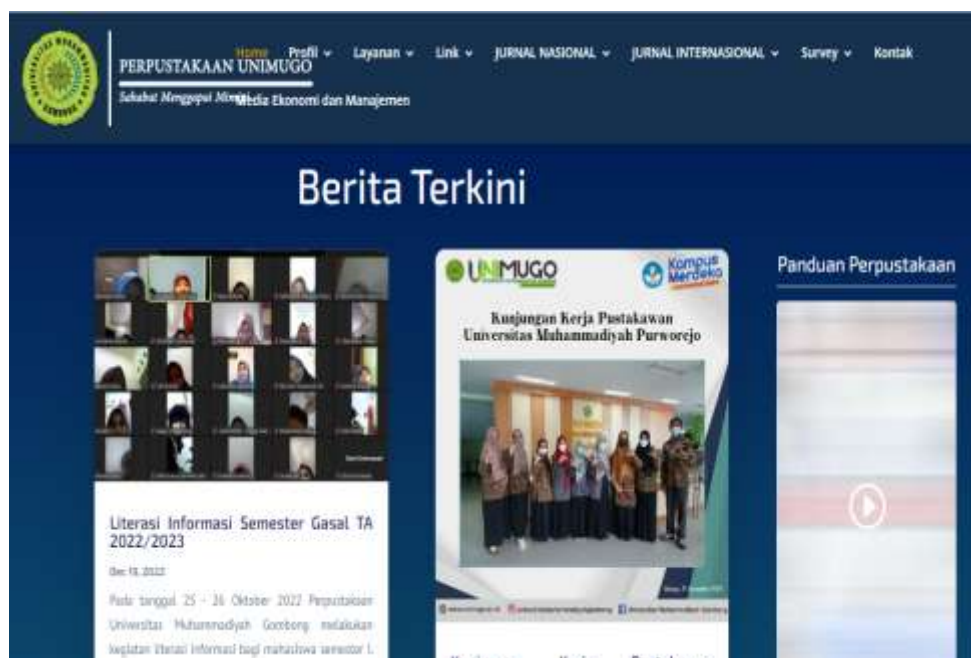 Home Profil Layanan Link JURNAL NASIONAL JURNAL INTERNASIONAL Survey Kontak
PERPUSTAKAAN UNIMUGO
Sahabat Menggapai
Media Ekonomi dan Manajemen
Berita Terkini
UNIMUGO
Kampus
Merdeka
Kunjungan Kerja Pustakawan
Universitas Muhammadiyah Purworejo
Literasi Informasi Semester Gasal TA
2022/2023
2022
Pada tanggal 25 - 26 Oktober 2022 Perpustakaan
Universitas Muhammadiyah Gombong melakukan
kegiatan literasi informasi bagi mahasiswa semester I.
Panduan Perpustakaan